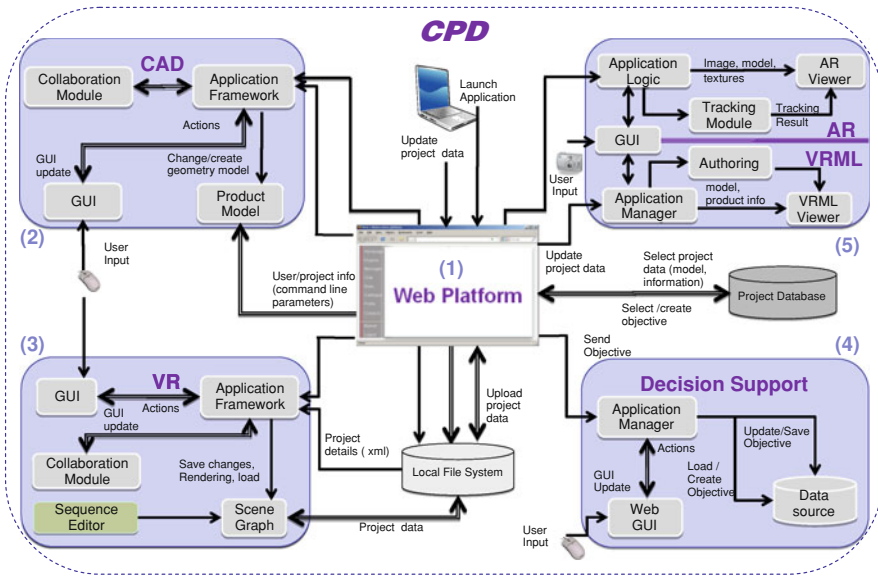 CPD
CAD
Collaboration
Module
Application
Framework
Actions
GUI
update
Change/create
geometry model
GUI
Product
Model
(2)
User
Input
Launch
Application
Update
project data
Application
Logic
Image, model,
textures
AR
Viewer
Tracking
Module
Tracking
Result
GUI
AR
VRML
User
Input
Authoring
Application
Manager
model,
product info
VRML
Viewer
(5)
(1)
Web Platform
User/project info
(command line
parameters)
Update
project data
Select project
data (model,
information)
Select /create
objective
Project Database
Send
Objective
(3)
VR
GUI
Application
Framework
GUI
update
Actions
Collaboration
Module
Save changes,
Rendering, load
Sequence
Editor
Scene
Graph
Project
details ( xml)
Upload
project
data
Local File System
Project data
(4)
Decision Support
Application
Manager
Actions
Update/Save
Objective
GUI
Update
Load /
Create
Objective
Web
GUI
Data
source
User
Input